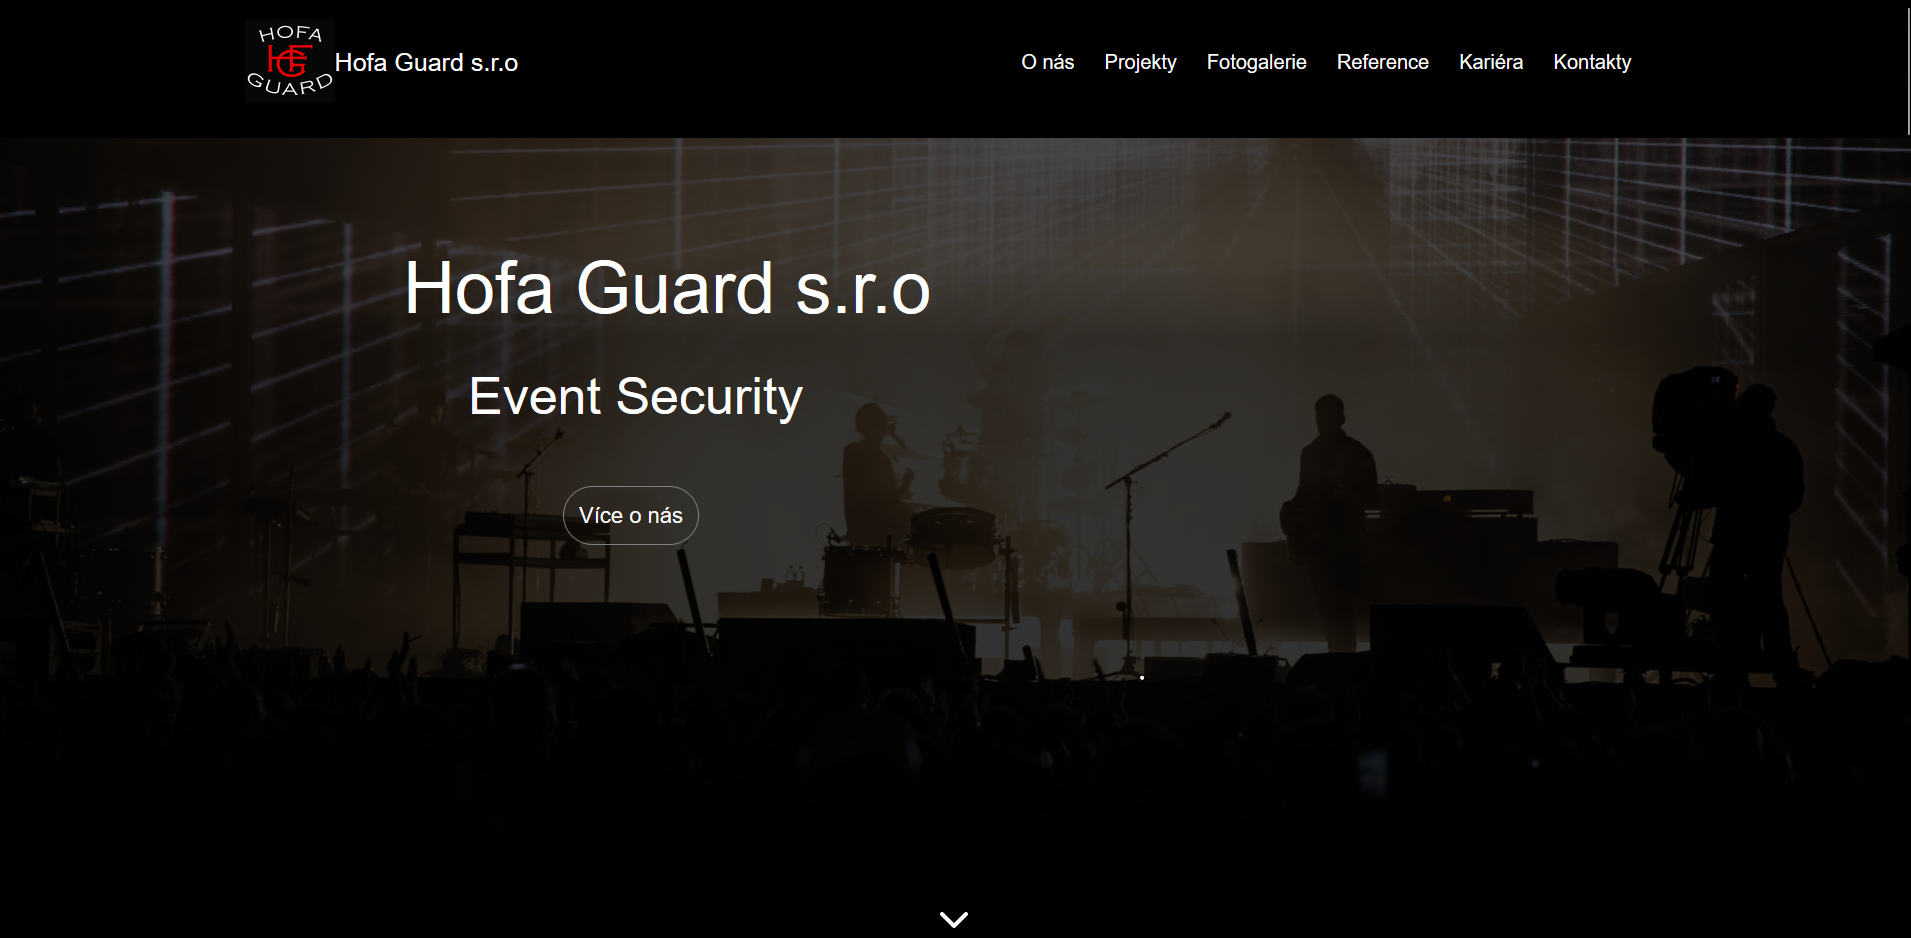 HOFA
HG
GUARD
Hofa Guard s.r.o
O nás
Projekty
Fotogalerie
Reference
Kariéra
Kontakty
Hofa Guard s.r.o
Event Security
Více o nás